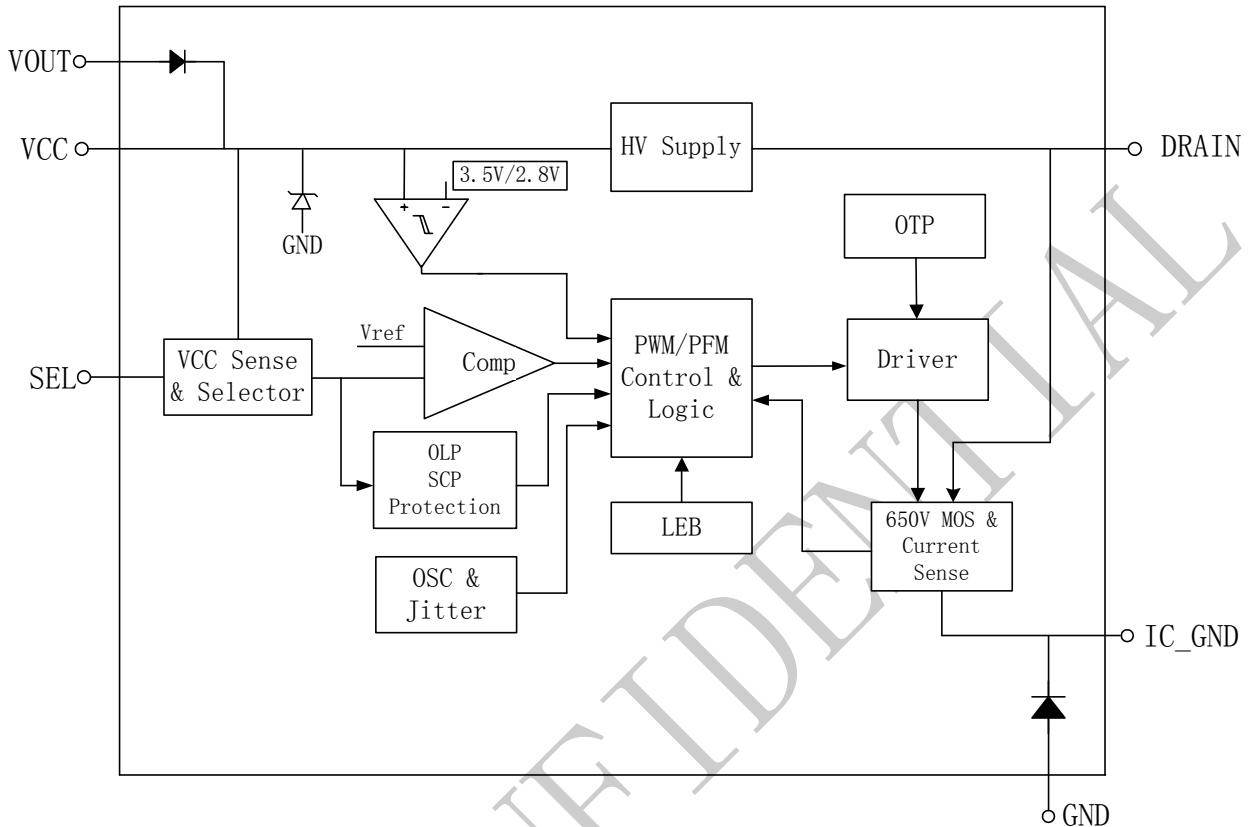 VOUT
VCC
HV Supply
DRAIN
3.5V/2.8V
+ -
GND
OTP
Vref
Comp
PWM/PFM
Control &
Logic
Driver
SEL
VCC Sense
& Selector
OLP
SCP
Protection
LEB
650V MOS &
Current
Sense
OSC &
Jitter
IC_GND
GND
NFIDENTIAL